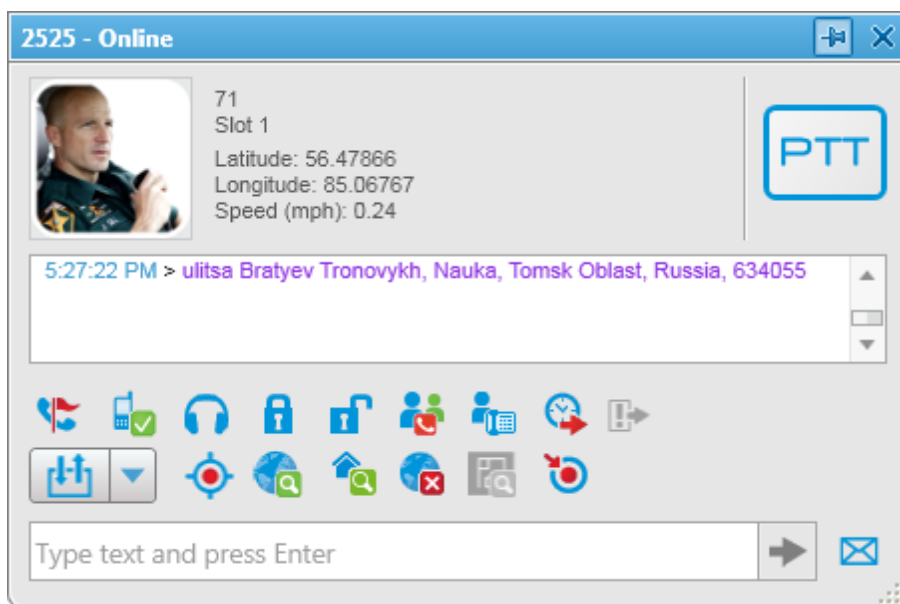 2525 - Online
71
Slot 1
Latitude: 56.47866
Longitude: 85.06767
Speed (mph): 0.24
PTT
5:27:22 PM > ulitsa Bratyev Tronovykh, Nauka, Tomsk Oblast, Russia, 634055
Type text and press Enter